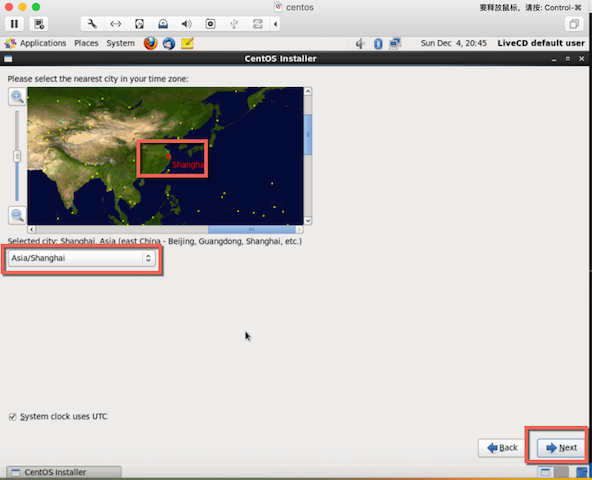 centos
要释放鼠标，请按: Control-⌘
Applications Places System
Sun Dec 4, 20:45 LiveCD default user
CentOS Installer
Please select the nearest city in your time zone:
Shanghai
Selected city: Shanghai, Asia (east China - Beijing, Guangdong, Shanghai, etc.)
Asia/Shanghai
System clock uses UTC
Back
Next
CentOS Installer